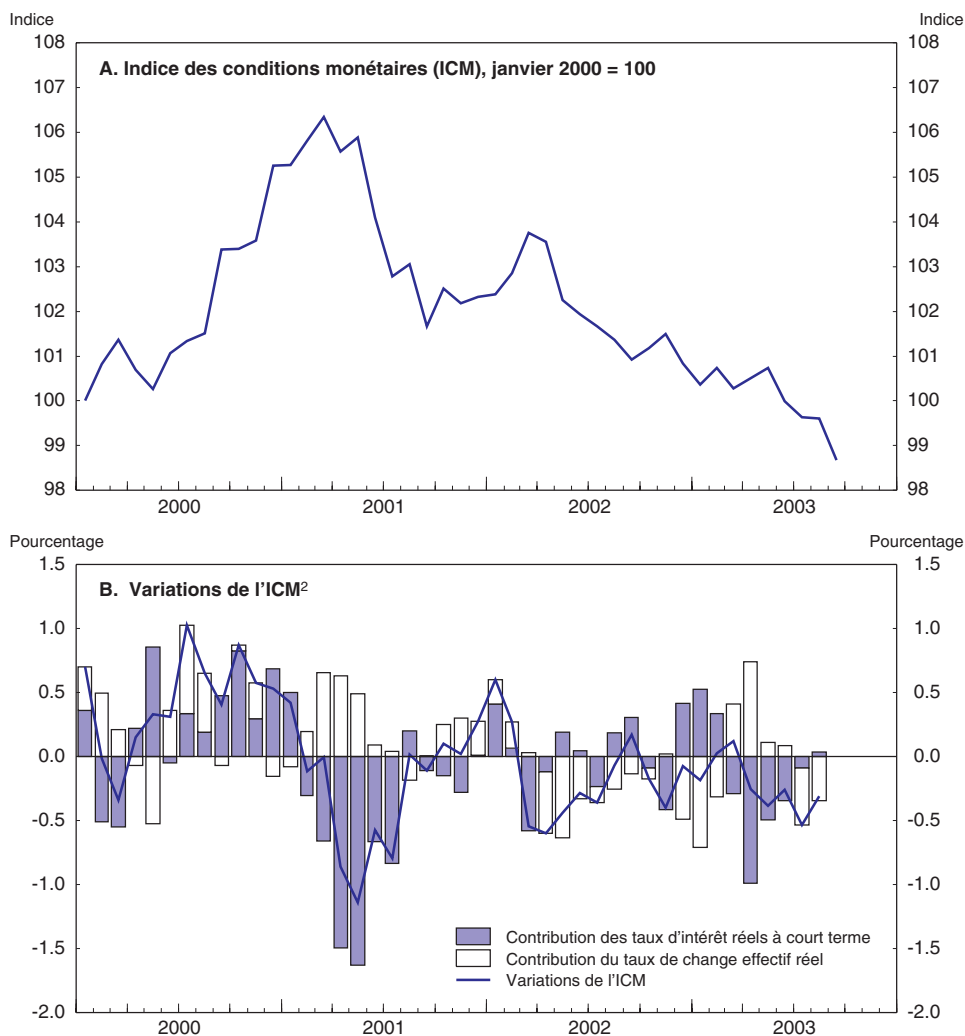 Indice Indice
108 108
A. Indice des conditions monétaires (ICM), janvier 2000 = 100
107 107
106 106
105 105
104 104
103 103
102 102
101 101
100 100
99 99
98 98
2000 2001 2002 2003
Pourcentage Pourcentage
1.5 1.5
B. Variations de l’ICM2
1.0 1.0
0.5 0.5
0.0 0.0
-0.5 -0.5
-1.0 -1.0
Contribution des taux d’intérêt réels à court terme
-1.5 -1.5
Contribution du taux de change effectif réel
Variations de l’ICM
-2.0 -2.0
2000 2001 2002 2003